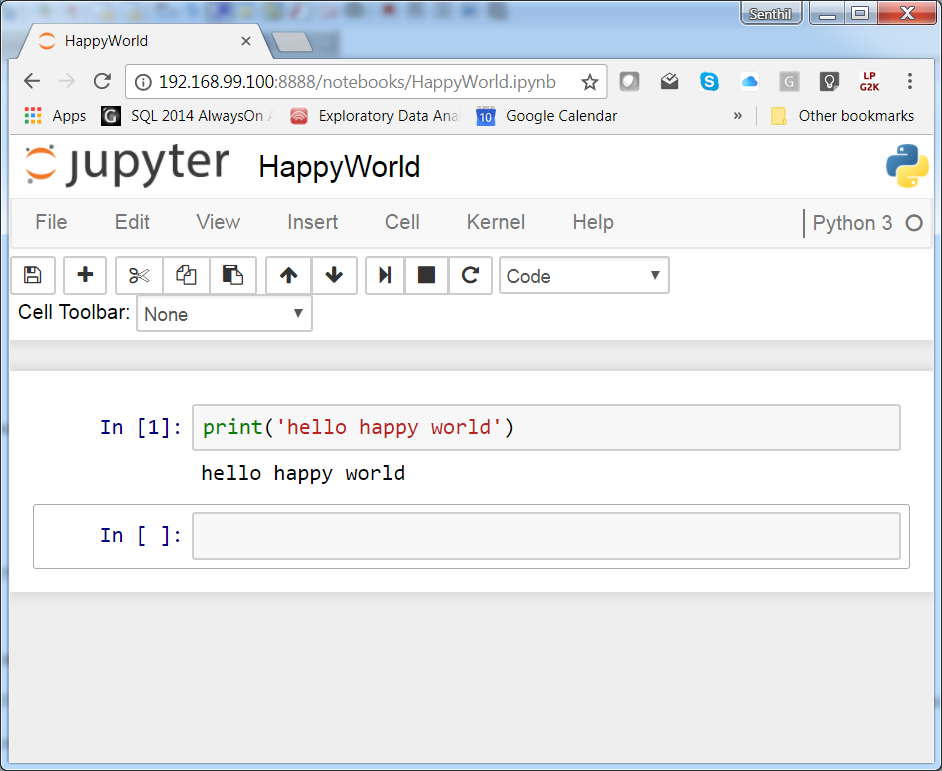 Senthil
HappyWorld
192.168.99.100:8888/notebooks/HappyWorld.ipynb G LP G2K
Apps G SQL 2014 AlwaysOn Exploratory Data Ana 10 Google Calendar » Other bookmarks
jupyter HappyWorld
File Edit View Insert Cell Kernel Help Python 3
Code
Cell Toolbar: None
In [1]: print('hello happy world')
hello happy world
In [ ]: